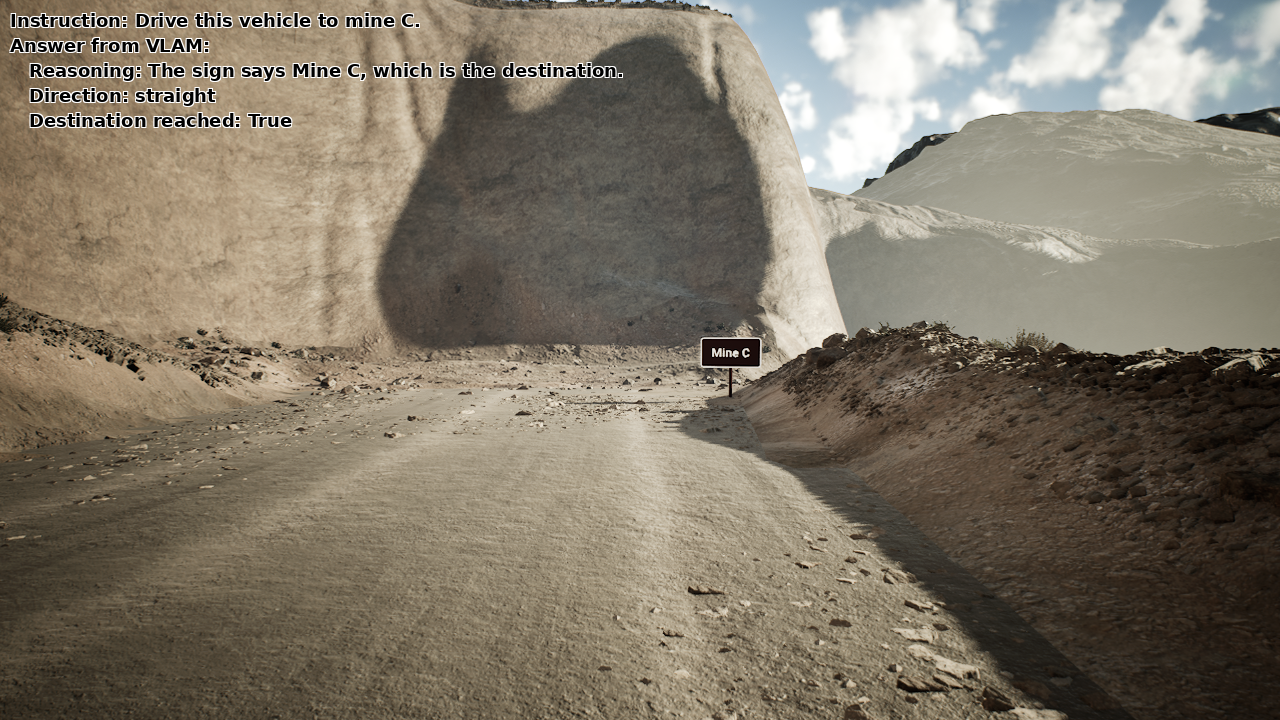 Instruction: Drive this vehicle to mine C.
Answer from VLAM:
Reasoning: The sign says Mine C, which is the destination.
Direction: straight
Destination reached: True
Mine C